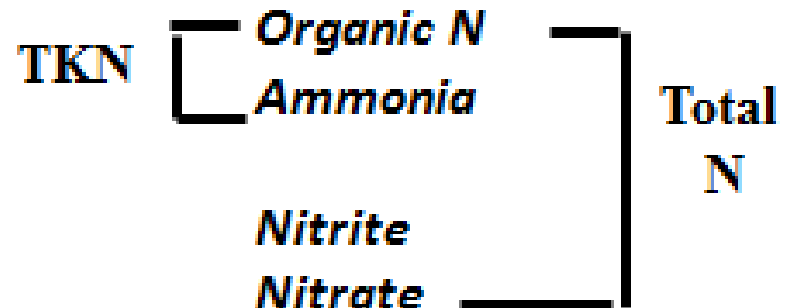 TKN
Organic N
Ammonia
Nitrite
Nitrate
Total
N